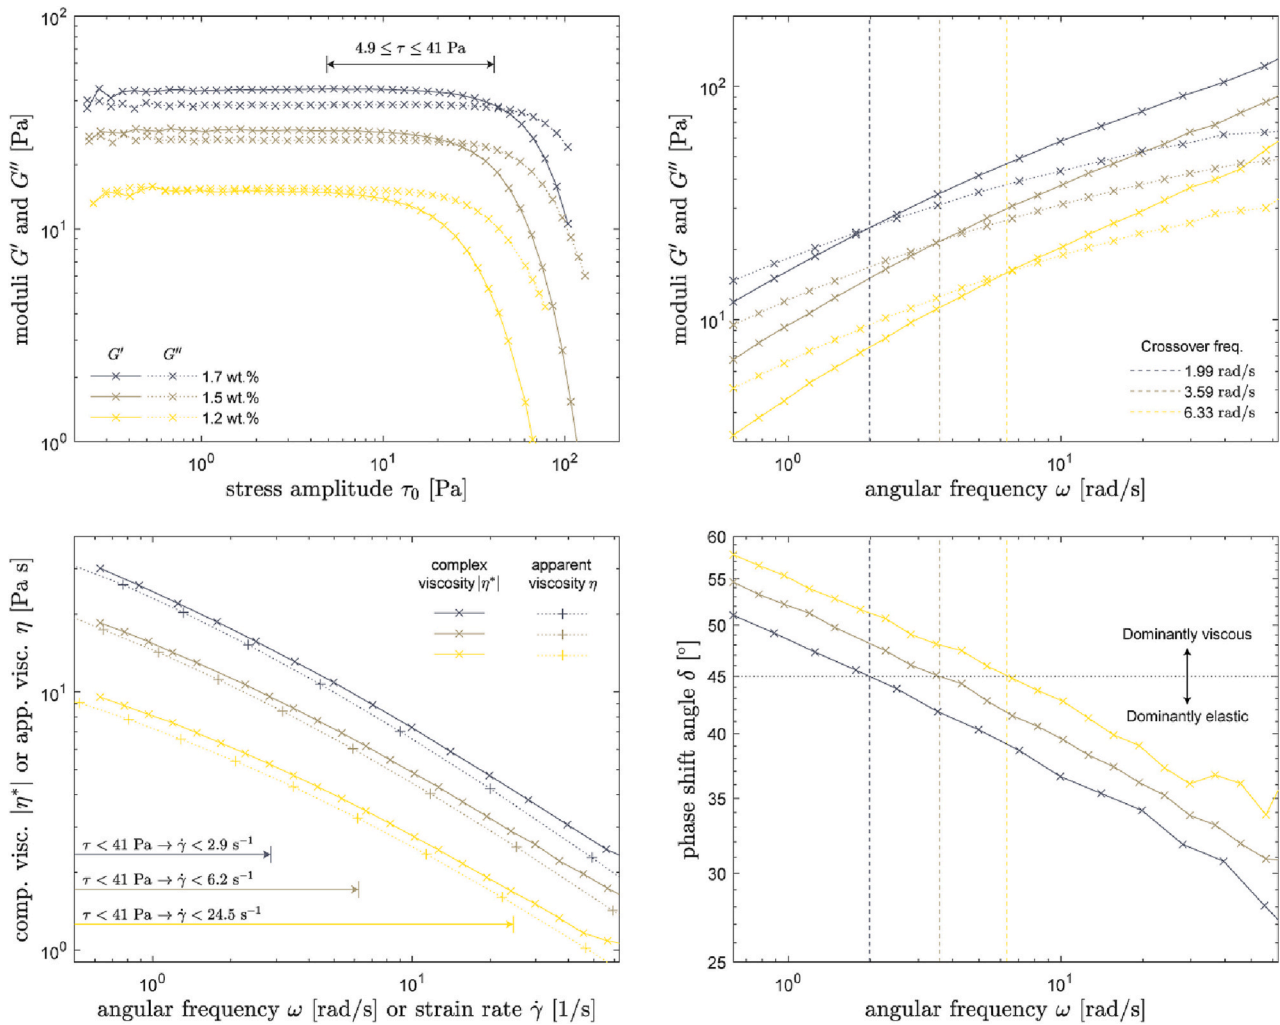 10²
10¹
10⁰
moduli G′ and G″ [Pa]
4.9 ≤ τ ≤ 41 Pa
G′ G″
1.7 wt.%
1.5 wt.%
1.2 wt.%
10⁰ 10¹ 10²
stress amplitude τ₀ [Pa]
10²
10¹
moduli G′ and G″ [Pa]
Crossover freq.
1.99 rad/s
3.59 rad/s
6.33 rad/s
10⁰ 10¹
angular frequency ω [rad/s]
10¹
10⁰
comp. visc. |η*| or app. visc. η [Pa s]
complex apparent
viscosity |η*| viscosity η
τ < 41 Pa → γ̇ < 2.9 s⁻¹
τ < 41 Pa → γ̇ < 6.2 s⁻¹
τ < 41 Pa → γ̇ < 24.5 s⁻¹
10⁰ 10¹
angular frequency ω [rad/s] or strain rate γ̇ [1/s]
60
55
50
45
40
35
30
25
phase shift angle δ [°]
Dominantly viscous
Dominantly elastic
10⁰ 10¹
angular frequency ω [rad/s]